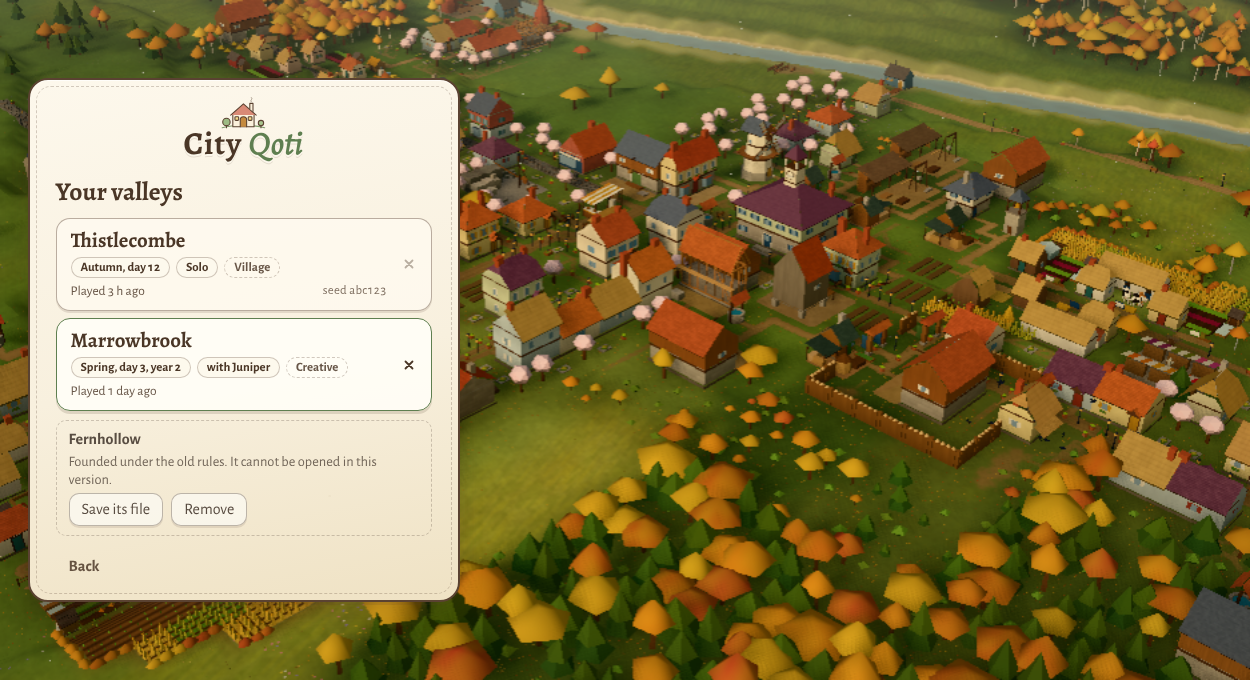 City Qoti
Your valleys
Thistlecombe
Autumn, day 12 Solo Village
Played 3 h ago seed abc123
Marrowbrook
Spring, day 3, year 2 with Juniper Creative
Played 1 day ago
Fernhollow
Founded under the old rules. It cannot be opened in this
version.
Save its file Remove
Back